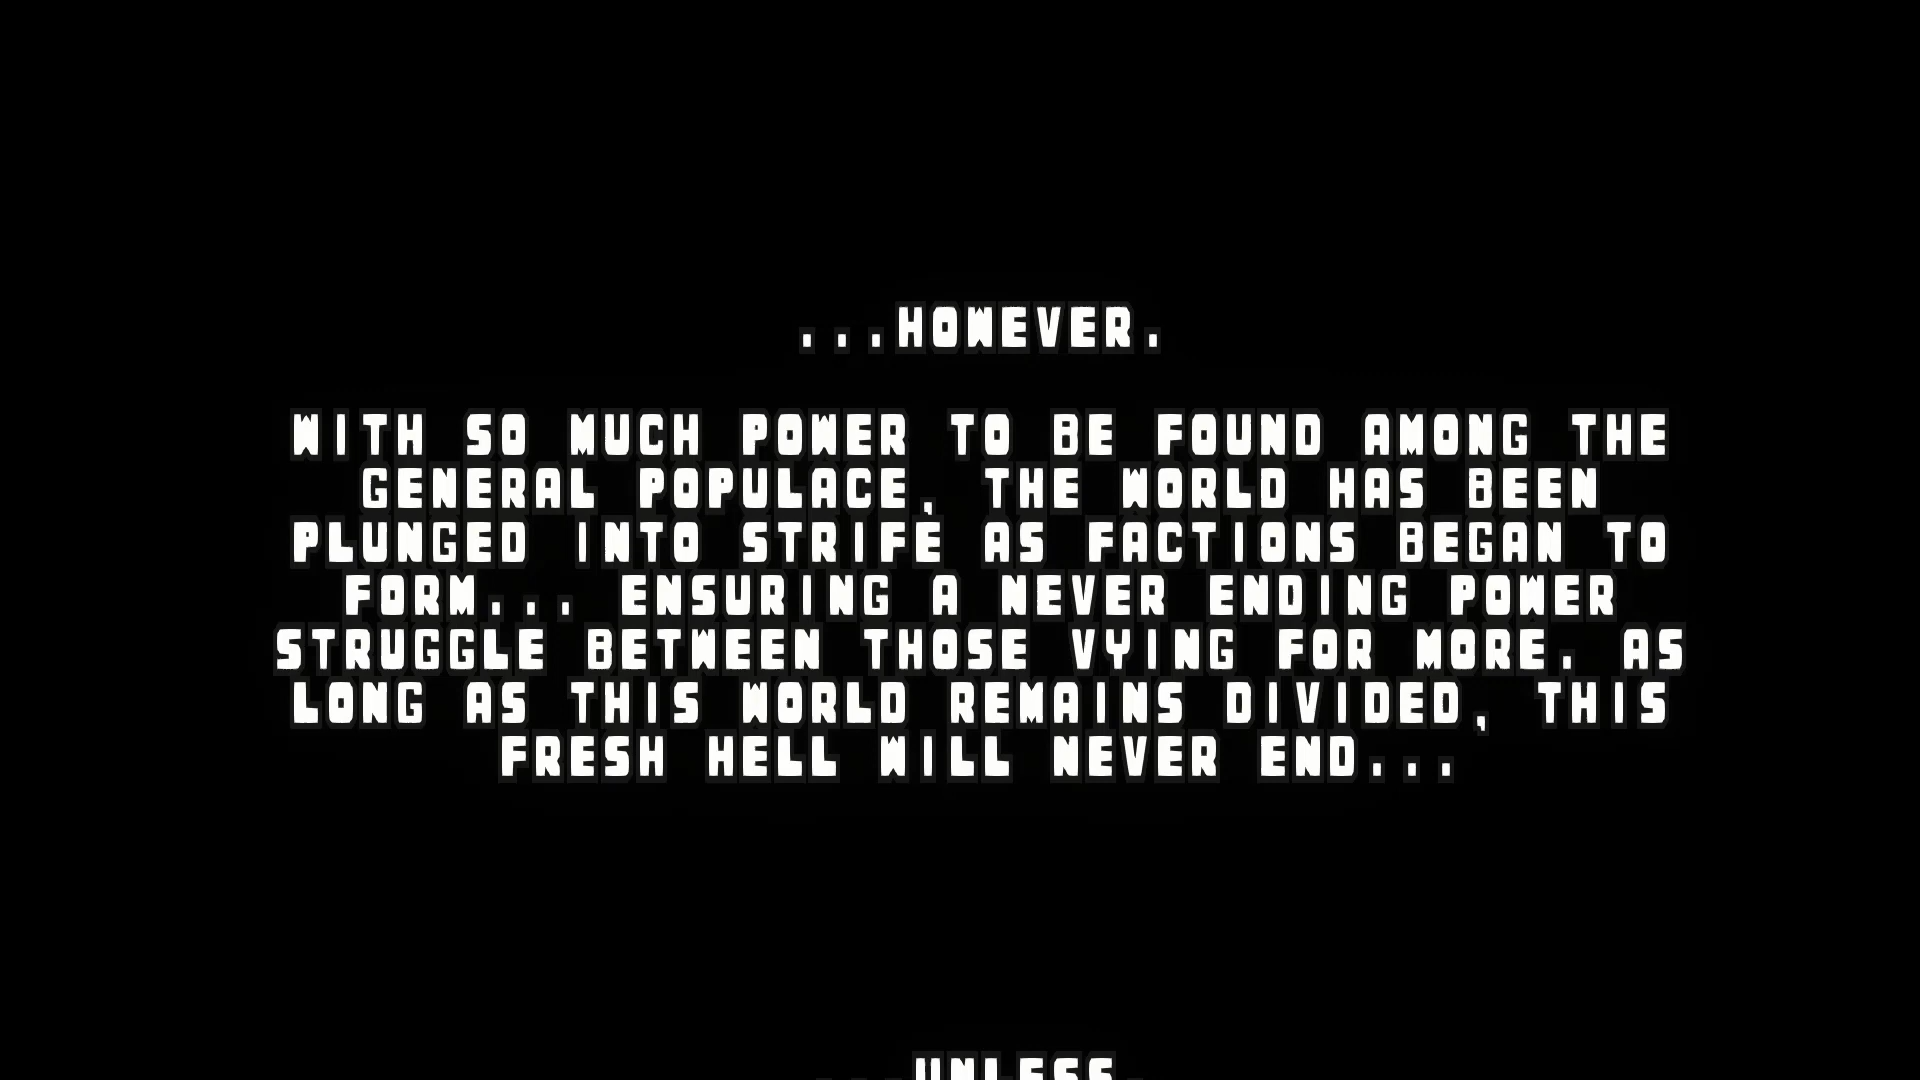 ...HOWEVER.
WITH SO MUCH POWER TO BE FOUND AMONG THE
GENERAL POPULACE, THE WORLD HAS BEEN
PLUNGED INTO STRIFE AS FACTIONS BEGAN TO
FORM... ENSURING A NEVER ENDING POWER
STRUGGLE BETWEEN THOSE VYING FOR MORE. AS
LONG AS THIS WORLD REMAINS DIVIDED, THIS
FRESH HELL WILL NEVER END...
...UNLESS.